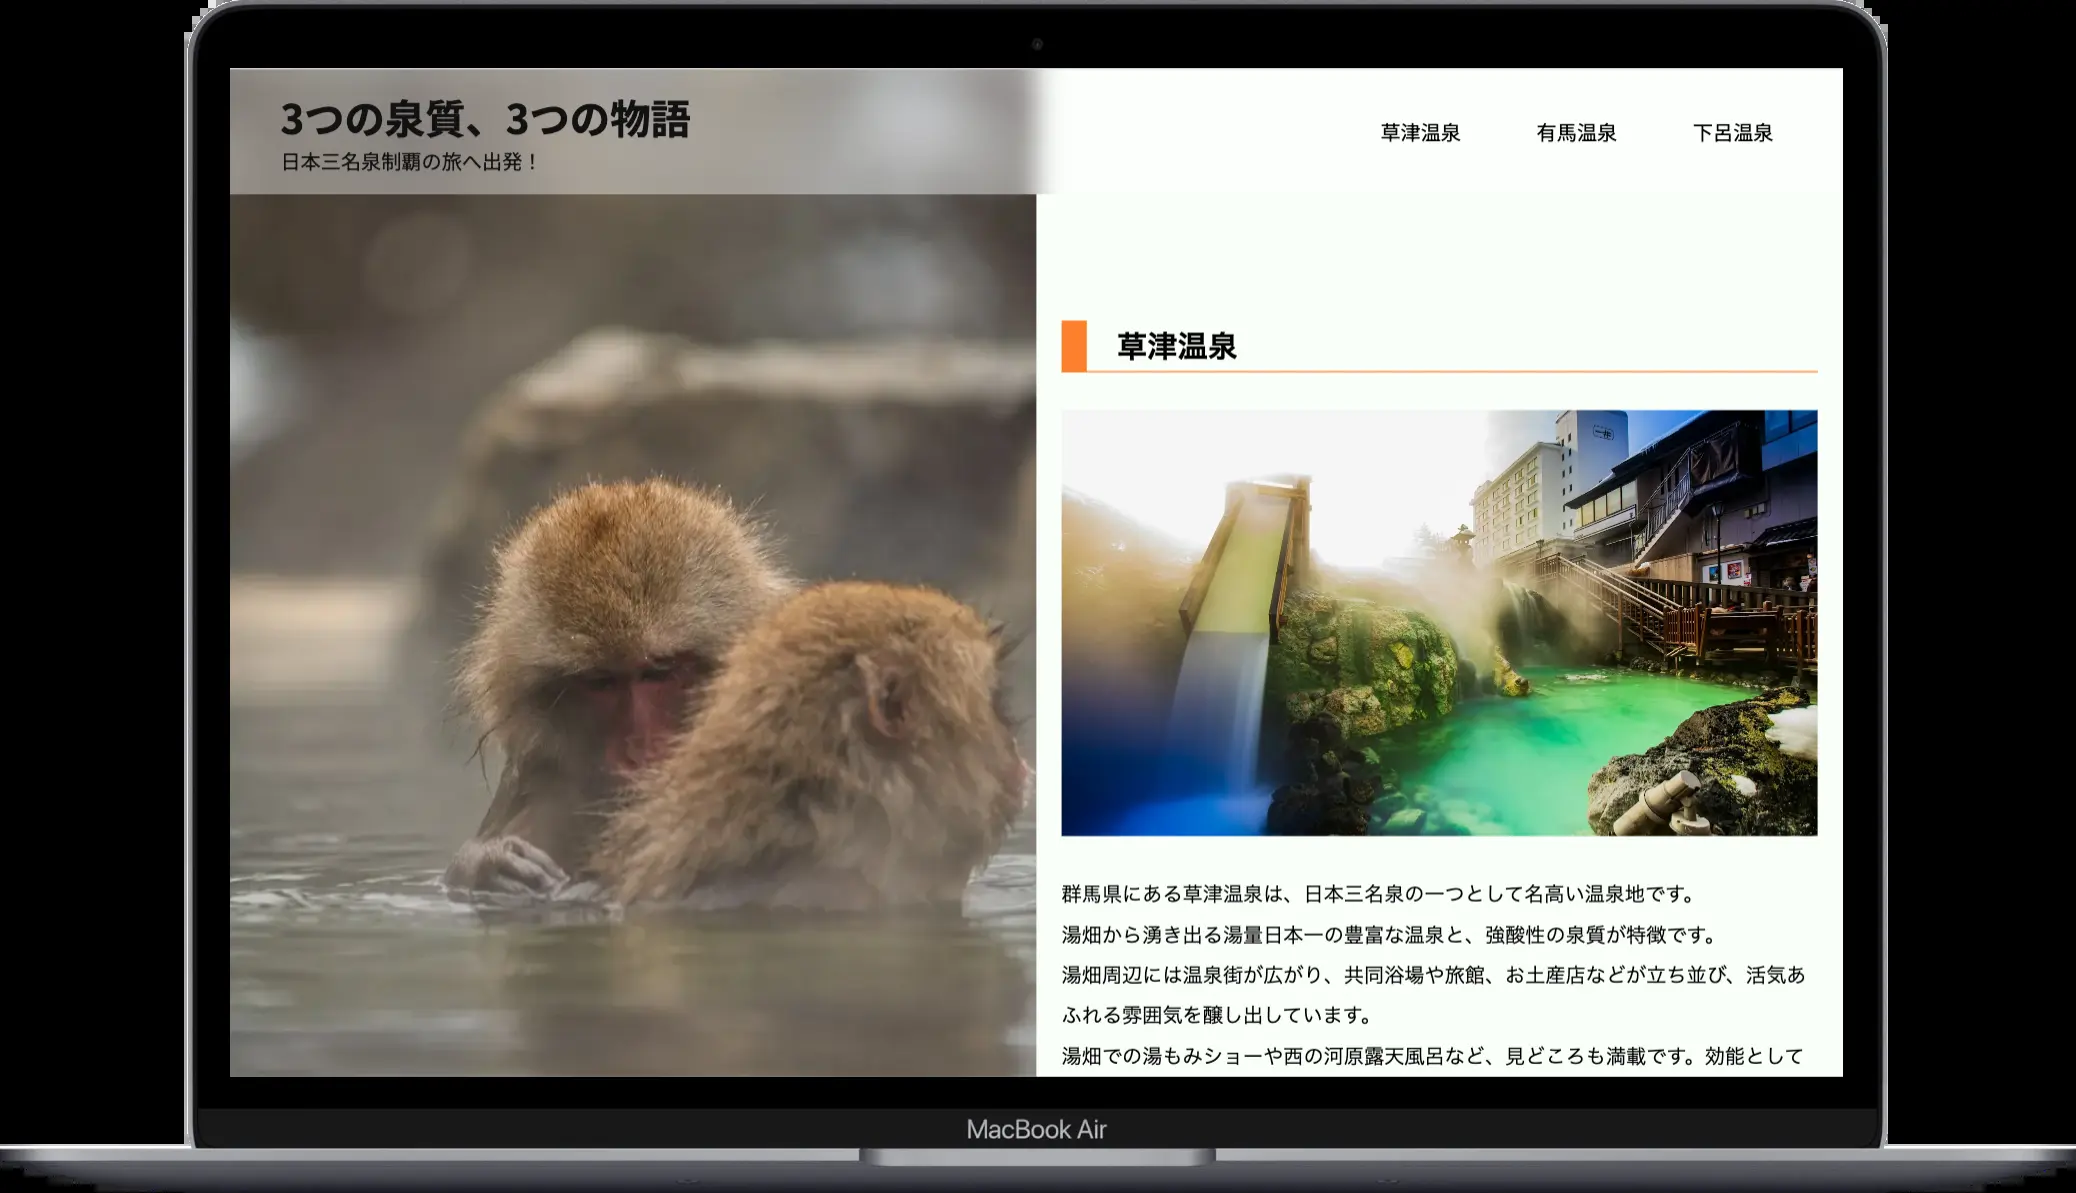 3つの泉質、3つの物語
日本三名泉制覇の旅へ出発！
草津温泉
有馬温泉
下呂温泉
草津温泉
群馬県にある草津温泉は、日本三名泉の一つとして名高い温泉地です。
湯畑から湧き出る湯量日本一の豊富な温泉と、強酸性の泉質が特徴です。
湯畑周辺には温泉街が広がり、共同浴場や旅館、お土産店などが立ち並び、活気あ
ふれる雰囲気を醸し出しています。
湯畑での湯もみショーや西の河原露天風呂など、見どころも満載です。効能として
MacBook Air